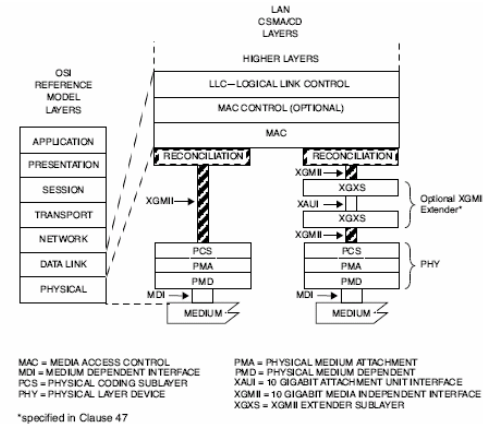 LAN
CSMA/CD
LAYERS
HIGHER LAYERS
OSI
REFERENCE
MODEL
LAYERS
LLC—LOGICAL LINK CONTROL
MAC CONTROL (OPTIONAL)
MAC
APPLICATION
PRESENTATION
SESSION
TRANSPORT
NETWORK
DATA LINK
PHYSICAL
RECONCILIATION
XGMII
PCS
PMA
PMD
MDI
MEDIUM
RECONCILIATION
XGMII
XGXS
XAUI
XGXS
XGMII
Optional XGMII
Extender*
PCS
PMA
PMD
PHY
MDI
MEDIUM
MAC = MEDIA ACCESS CONTROL
MDI = MEDIUM DEPENDENT INTERFACE
PCS = PHYSICAL CODING SUBLAYER
PHY = PHYSICAL LAYER DEVICE
PMA = PHYSICAL MEDIUM ATTACHMENT
PMD = PHYSICAL MEDIUM DEPENDENT
XAUI = 10 GIGABIT ATTACHMENT UNIT INTERFACE
XGMII = 10 GIGABIT MEDIA INDEPENDENT INTERFACE
XGXS = XGMII EXTENDER SUBLAYER
*specified in Clause 47